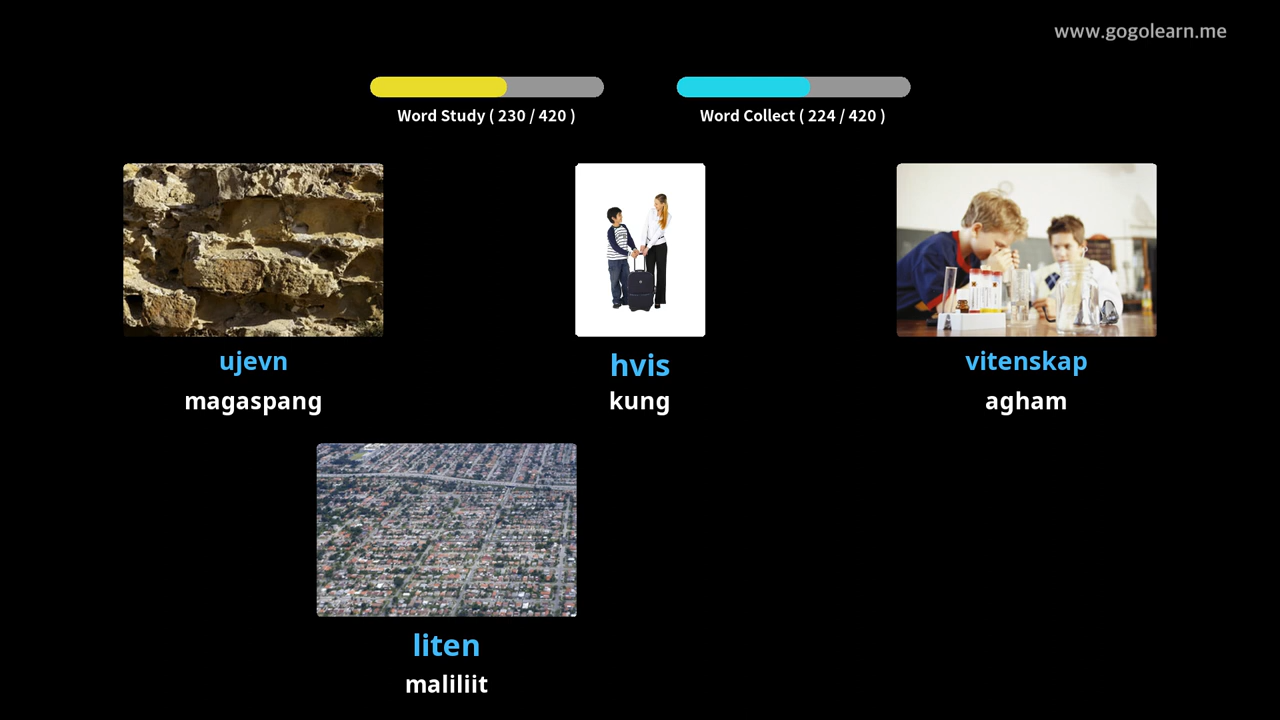 www.gogolearn.me
Word Study ( 230 / 420 )
Word Collect ( 224 / 420 )
ujevn
magaspang
hvis
kung
vitenskap
agham
liten
maliliit